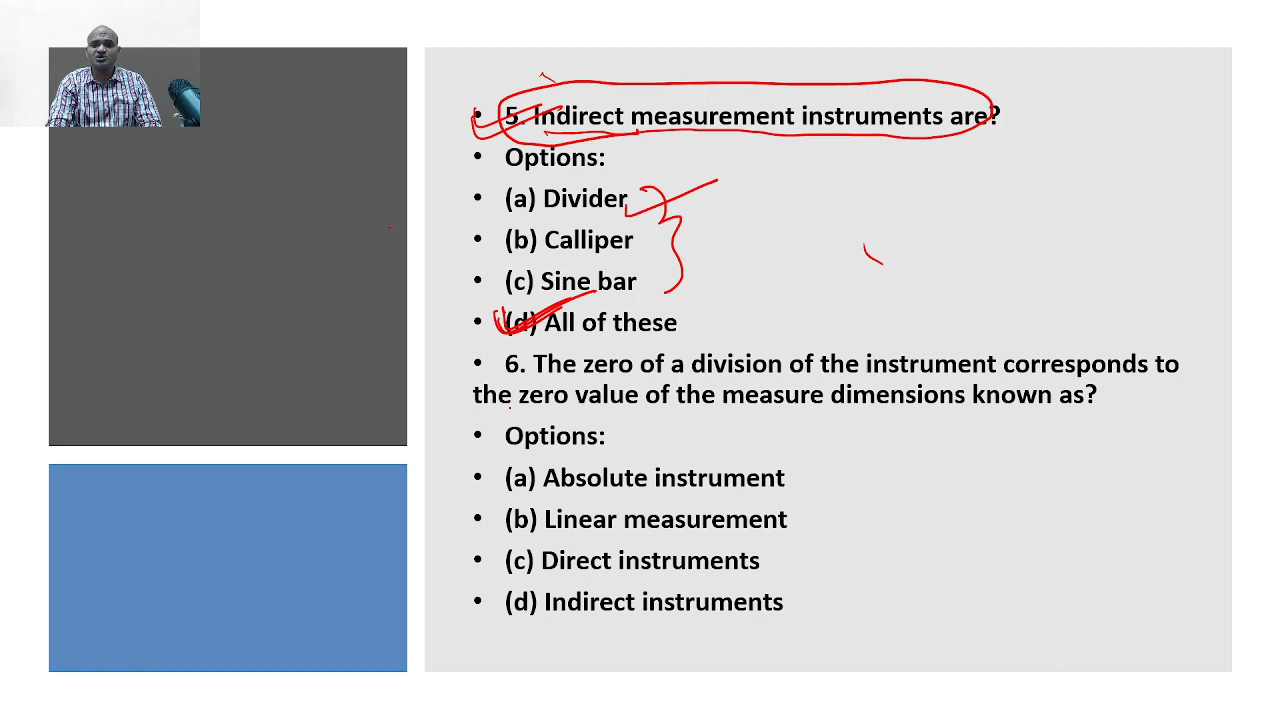 • 5. Indirect measurement instruments are?
• Options:
• (a) Divider
• (b) Calliper
• (c) Sine bar
• (d) All of these
• 6. The zero of a division of the instrument corresponds to
the zero value of the measure dimensions known as?
• Options:
• (a) Absolute instrument
• (b) Linear measurement
• (c) Direct instruments
• (d) Indirect instruments